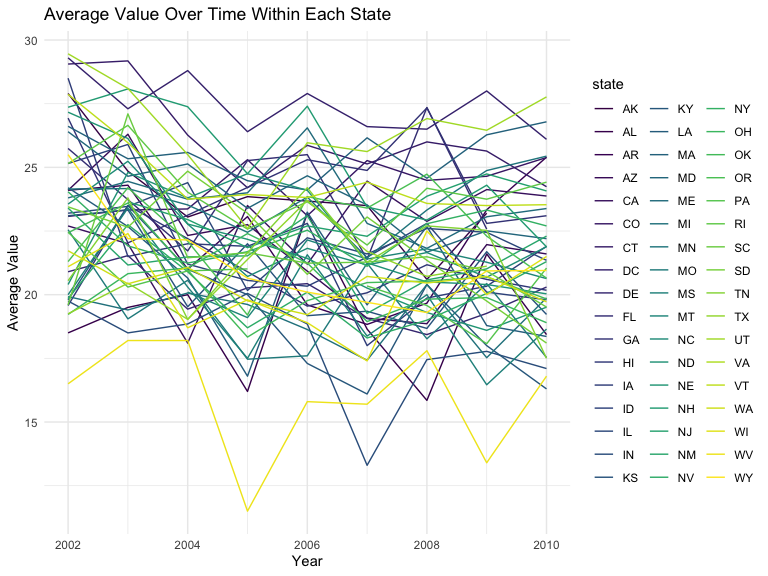 Average Value Over Time Within Each State
30
25
20
15
Average Value
2002 2004 2006 2008 2010
Year
state
AK KY NY
AL LA OH
AR MA OK
AZ MD OR
CA ME PA
CO MI RI
CT MN SC
DC MO SD
DE MS TN
FL MT TX
GA NC UT
HI ND VA
IA NE VT
ID NH WA
IL NJ WI
IN NM WV
KS NV WY